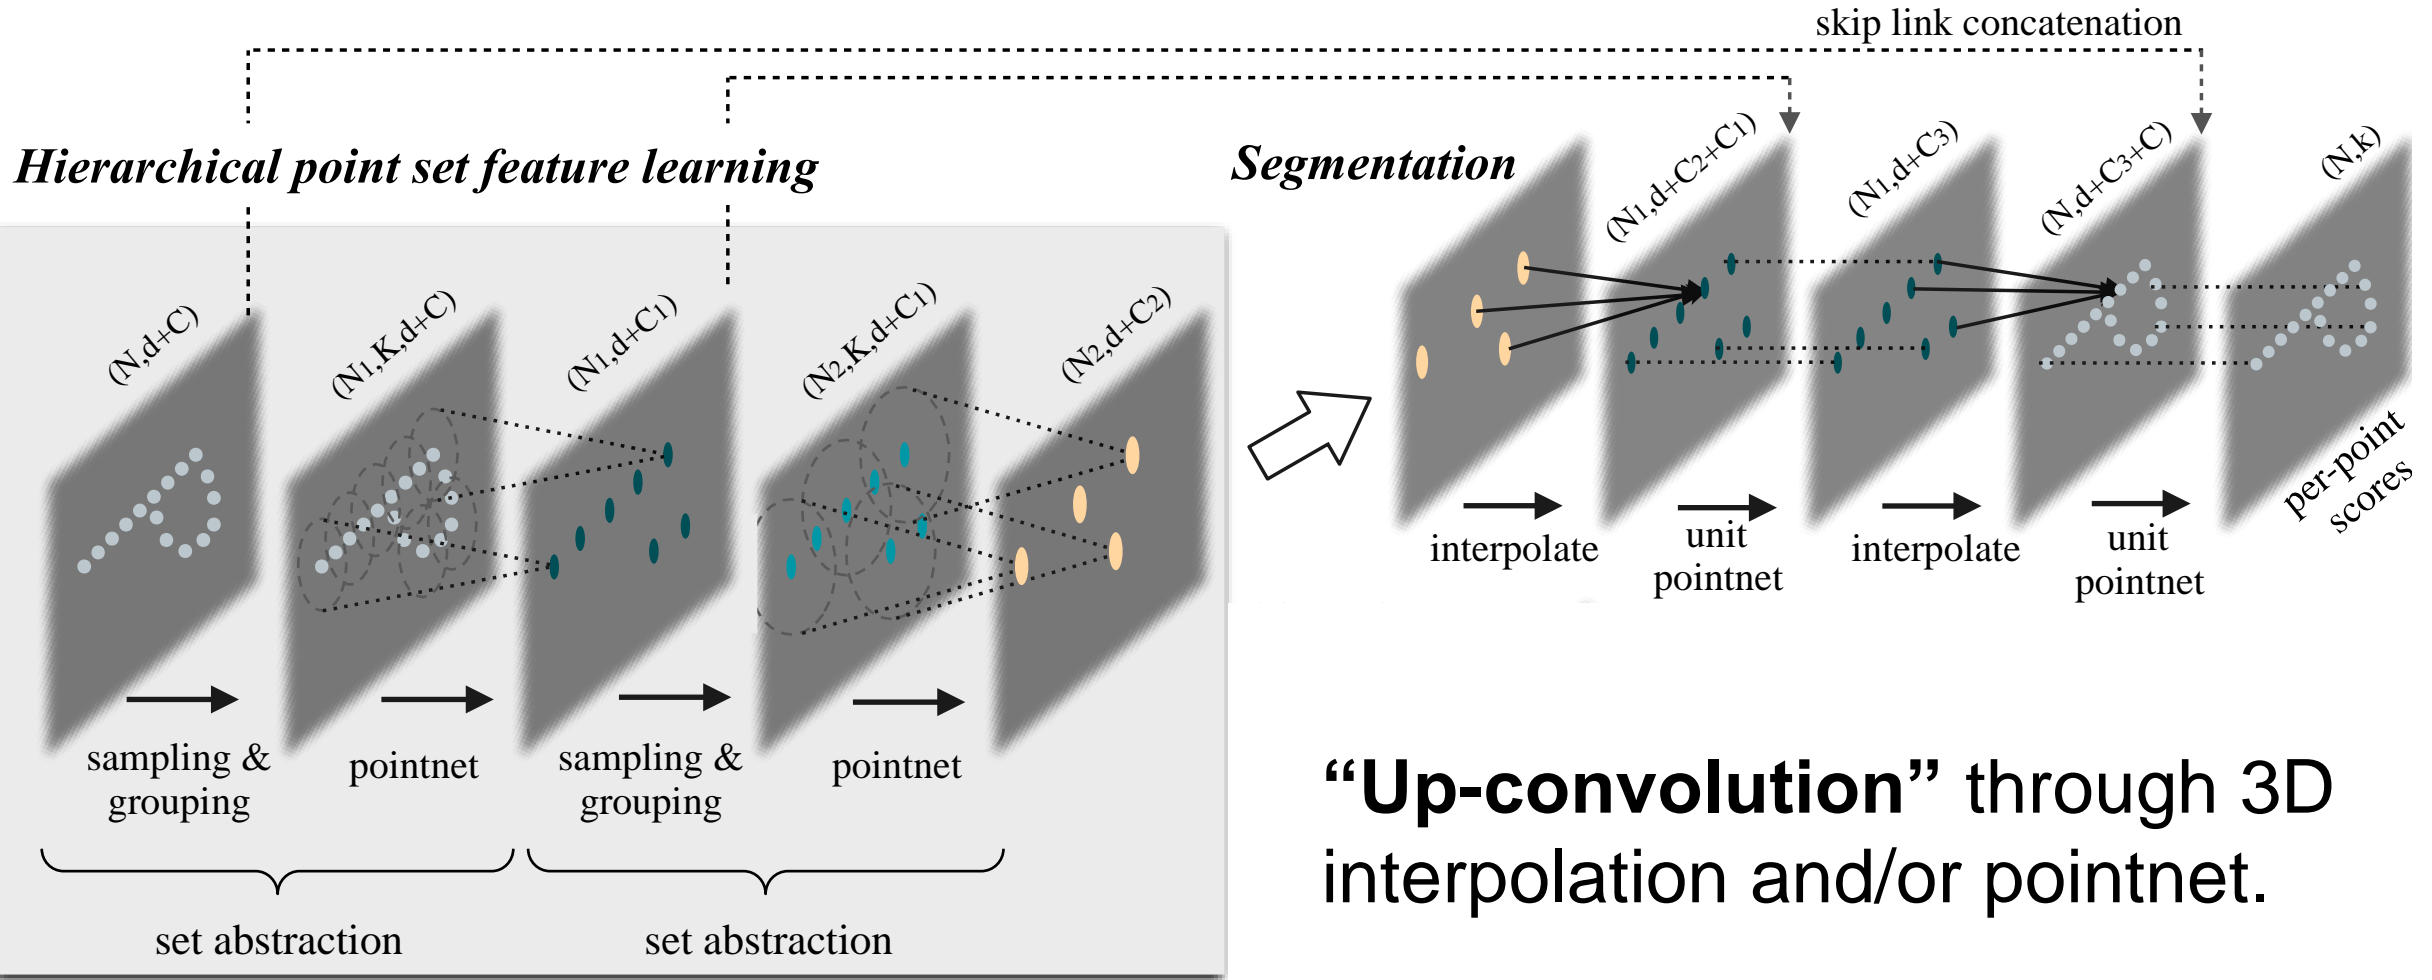 skip link concatenation
Hierarchical point set feature learning
Segmentation
(N,d+C)
(N1,K,d+C)
(N1,d+C1)
(N2,K,d+C1)
(N2,d+C2)
(N1,d+C2+C1)
(N1,d+C3)
(N,d+C3+C)
(N,k)
sampling &
grouping
pointnet
sampling &
grouping
pointnet
set abstraction
set abstraction
interpolate
unit
pointnet
interpolate
unit
pointnet
per-point
scores
“Up-convolution” through 3D
interpolation and/or pointnet.